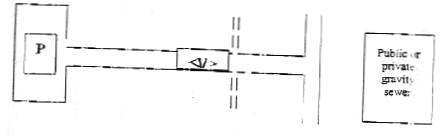 P
<V>
Public or
private
gravity
sewer